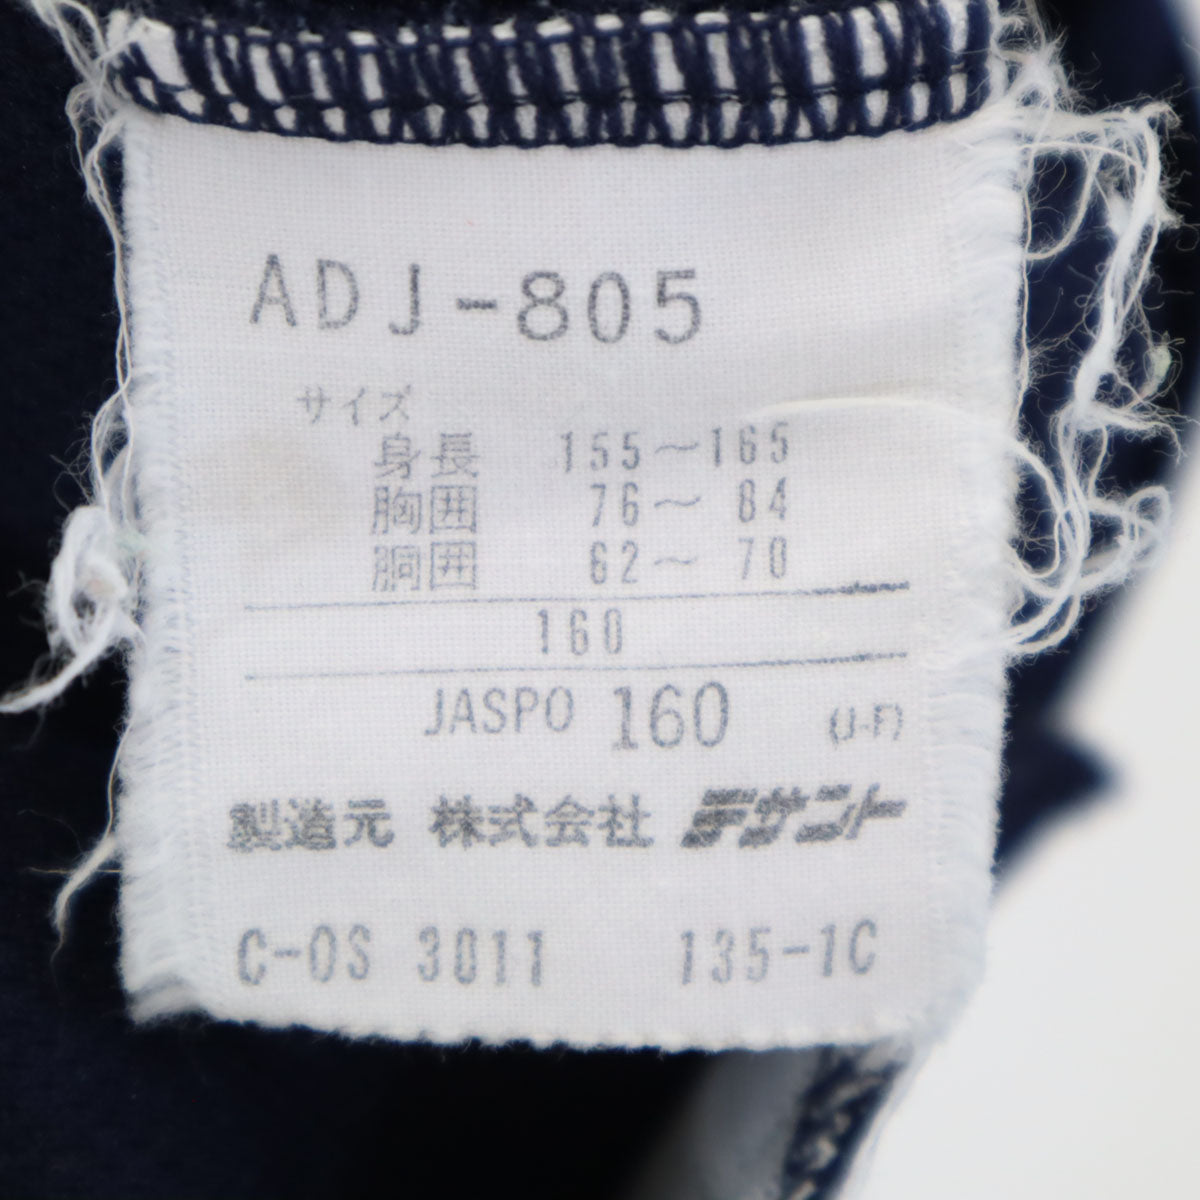 ADJ-805
サイズ
身長 155～165
胸囲 76～84
胴囲 62～70
160
JASPO 160 (J-F)
製造元 株式会社 デサント
C-OS 3011 135-1C